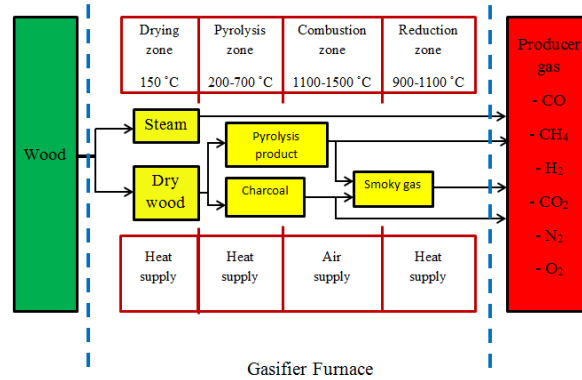 Wood
Drying
zone
150 ˚C
Pyrolysis
zone
200-700 ˚C
Combustion
zone
1100-1500 ˚C
Reduction
zone
900-1100 ˚C
Steam
Dry
wood
Pyrolysis
product
Charcoal
Smoky gas
Heat
supply
Heat
supply
Air
supply
Heat
supply
Gasifier Furnace
Producer
gas
- CO
- CH₄
- H₂
- CO₂
- N₂
- O₂